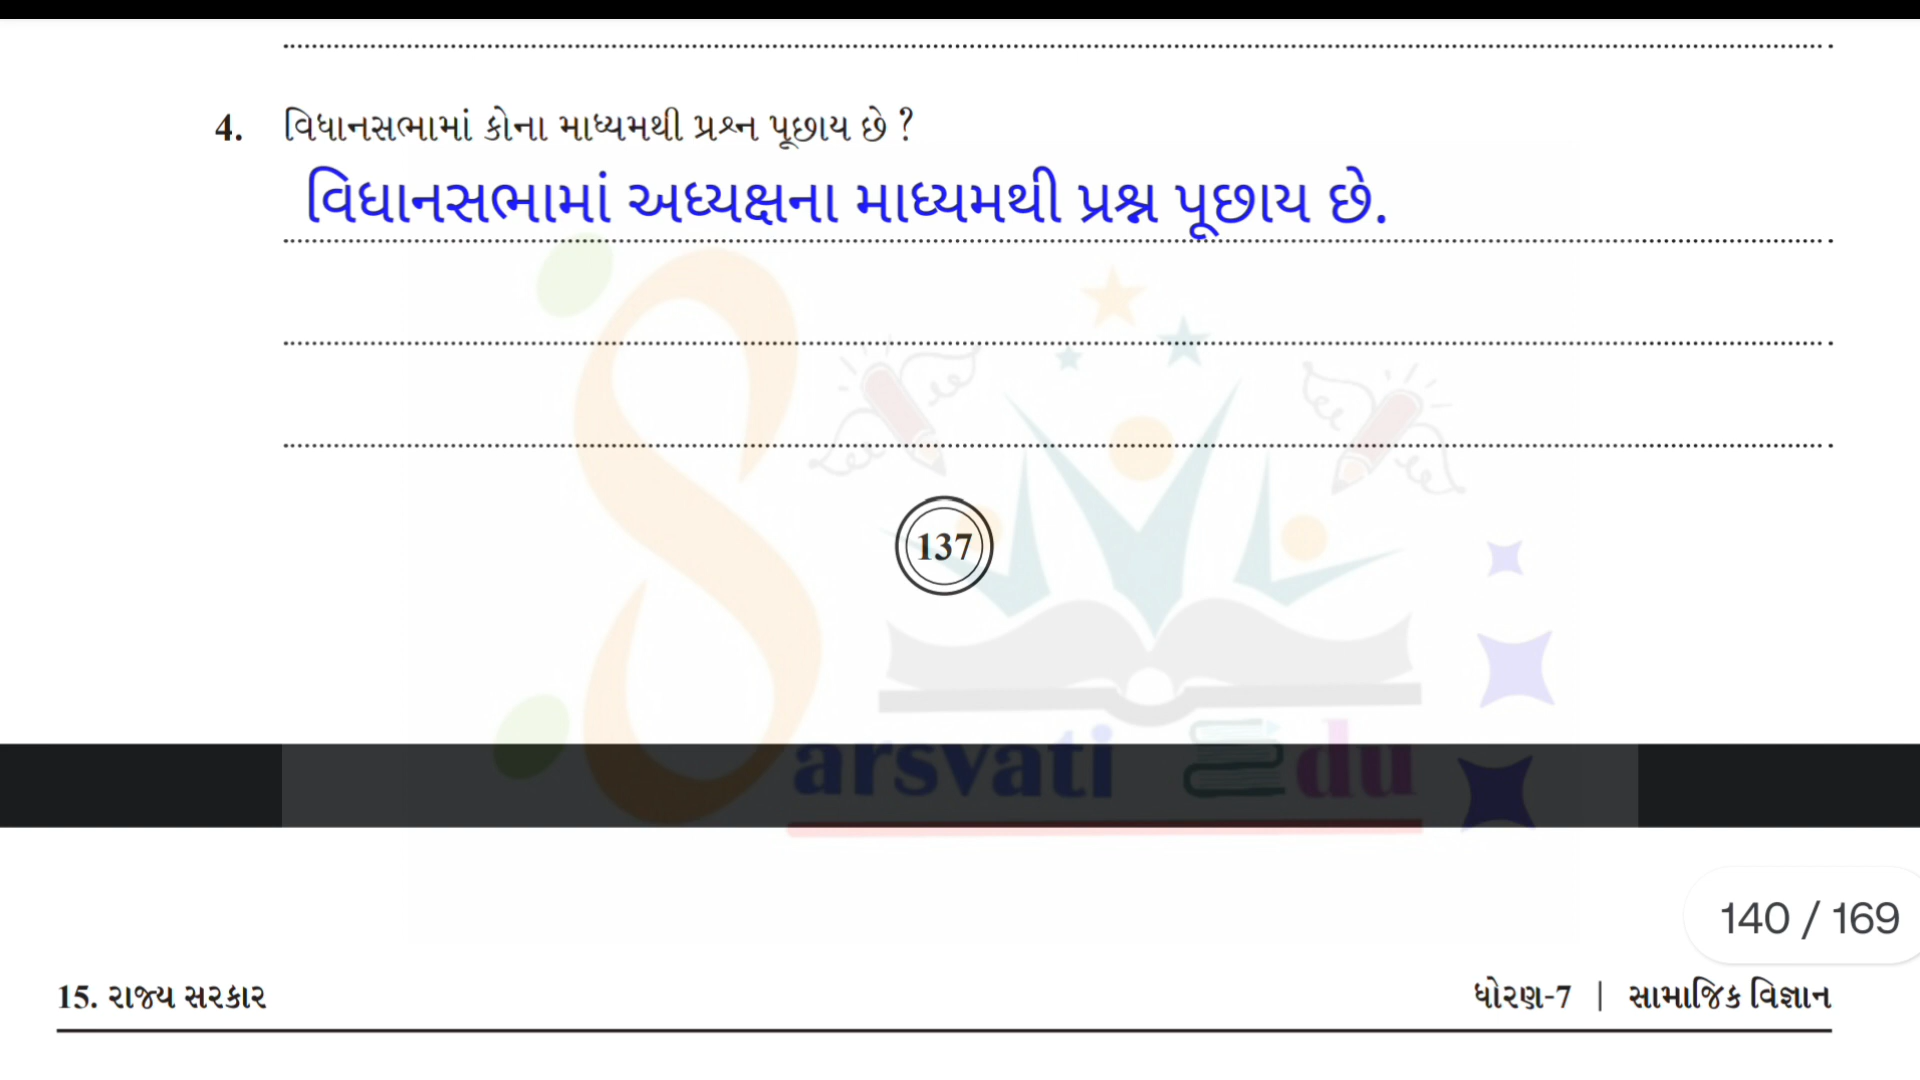 4. વિધાનસભામાં કોના માધ્યમથી પ્રશ્ન પૂછાય છે ?
વિધાનસભામાં અધ્યક્ષના માધ્યમથી પ્રશ્ન પૂછાય છે.
137
arsvati Edu
140 / 169
15. રાજ્ય સરકાર ધોરણ-7 | સામાજિક વિજ્ઞાન